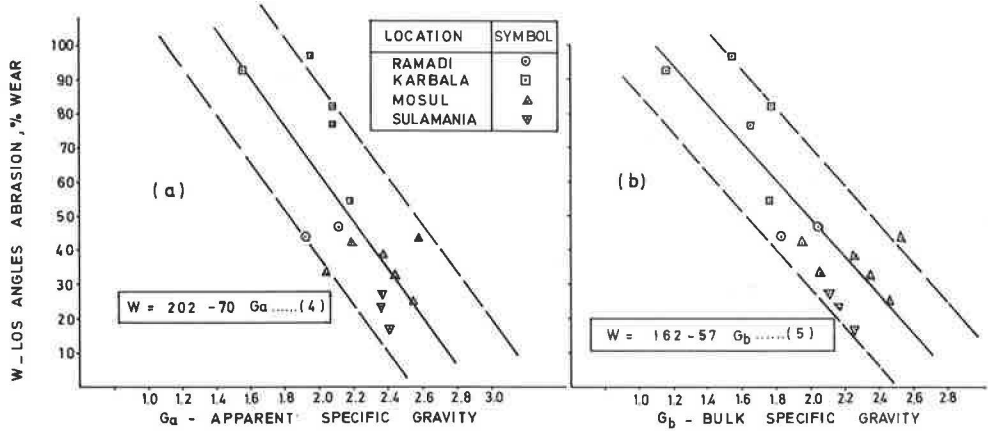 W _ LOS ANGLES ABRASION , % WEAR
100
90
80
70
60
50
40
30
20
10
(a)
W = 202 - 70 Ga ......(4)
1.0 1.2 1.4 1.6 1.8 2.0 2.2 2.4 2.6 2.8 3.0
Ga - APPARENT SPECIFIC GRAVITY
LOCATION SYMBOL
RAMADI
KARBALA
MOSUL
SULAMANIA
(b)
W = 162 - 57 Gb ......(5)
1.0 1.2 1.4 1.6 1.8 2.0 2.2 2.4 2.6 2.8
Gb - BULK SPECIFIC GRAVITY